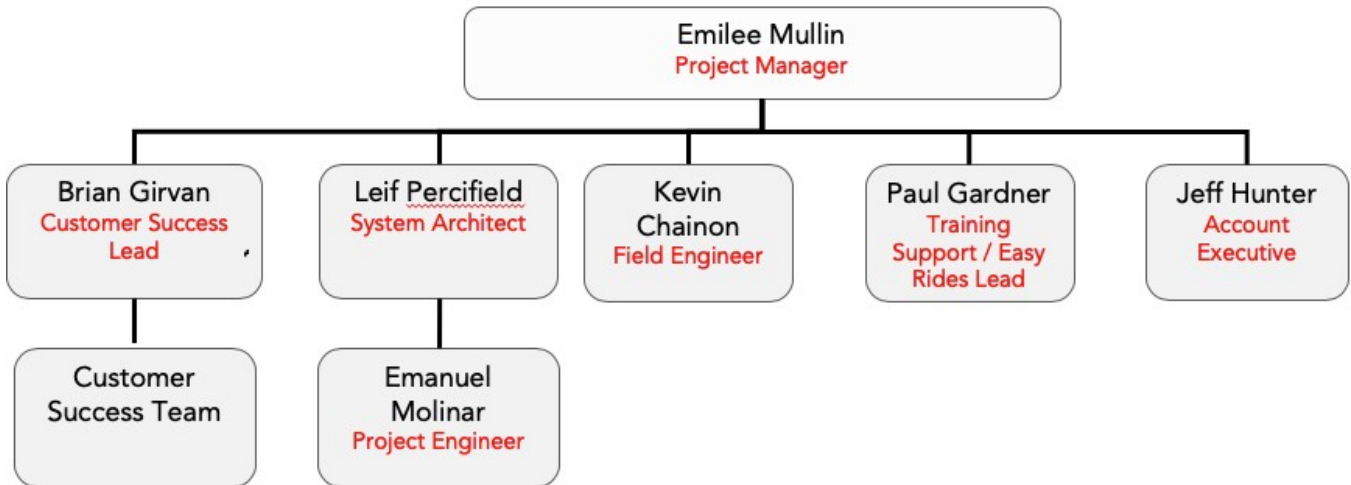 Emilee Mullin
Project Manager
Brian Girvan
Customer Success
Lead
Leif Percifield
System Architect
Kevin
Chainon
Field Engineer
Paul Gardner
Training
Support / Easy
Rides Lead
Jeff Hunter
Account
Executive
Customer
Success Team
Emanuel
Molinar
Project Engineer